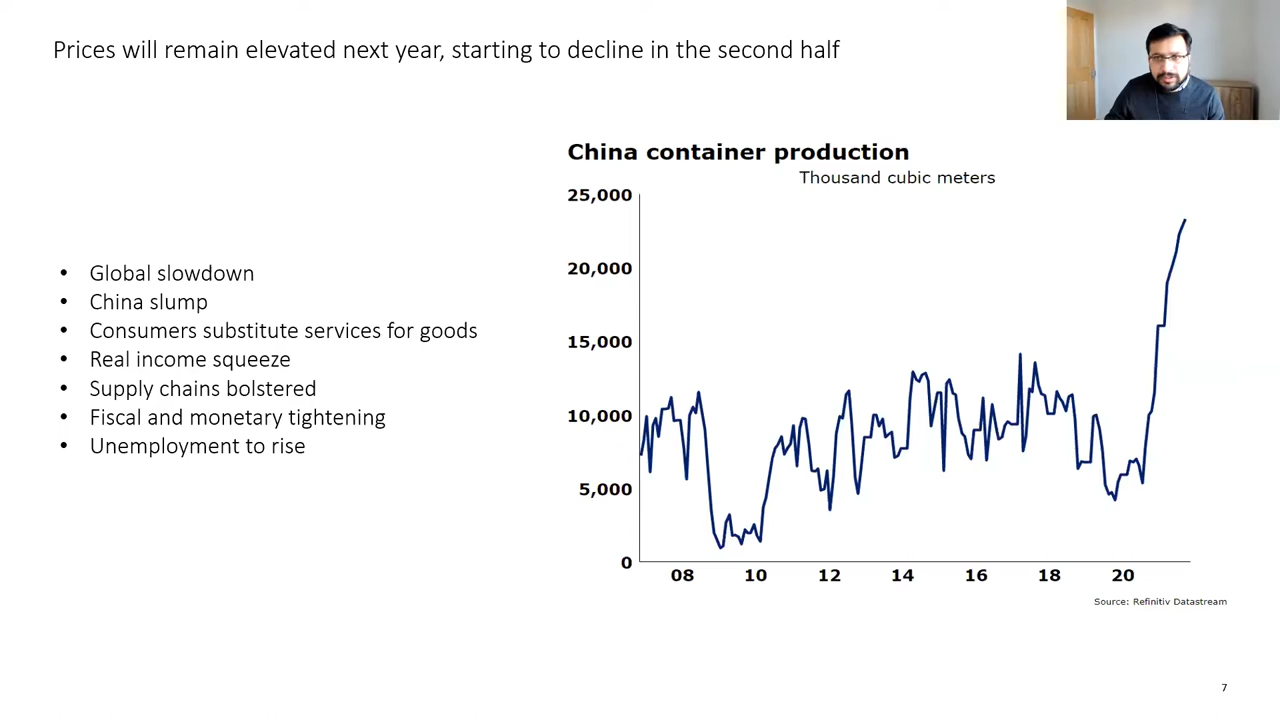 Prices will remain elevated next year, starting to decline in the second half
• Global slowdown
• China slump
• Consumers substitute services for goods
• Real income squeeze
• Supply chains bolstered
• Fiscal and monetary tightening
• Unemployment to rise
China container production
Thousand cubic meters
25,000
20,000
15,000
10,000
5,000
0
08 10 12 14 16 18 20
Source: Refinitiv Datastream
7